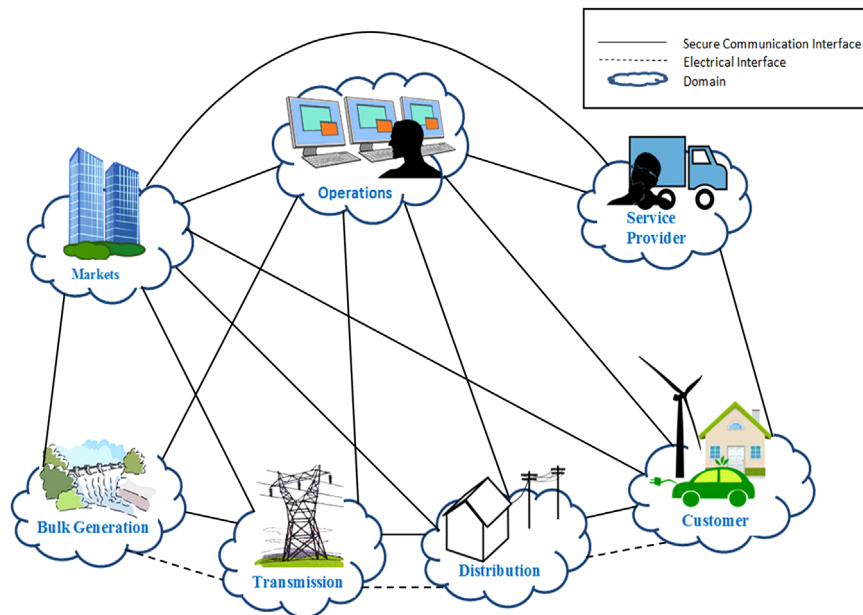 Secure Communication Interface
Electrical Interface
Domain
Operations
Service
Provider
Markets
Bulk Generation
Transmission
Distribution
Customer